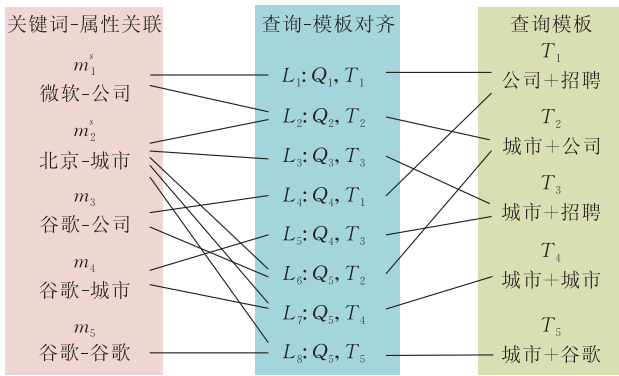 关键词-属性关联
m₁ˢ
微软-公司
m₂ˢ
北京-城市
m₃
谷歌-公司
m₄
谷歌-城市
m₅
谷歌-谷歌
查询-模板对齐
L₁: Q₁, T₁
L₂: Q₂, T₂
L₃: Q₃, T₃
L₄: Q₄, T₁
L₅: Q₄, T₃
L₆: Q₅, T₂
L₇: Q₅, T₄
L₈: Q₅, T₅
查询模板
T₁
公司+招聘
T₂
城市+公司
T₃
城市+招聘
T₄
城市+城市
T₅
城市+谷歌